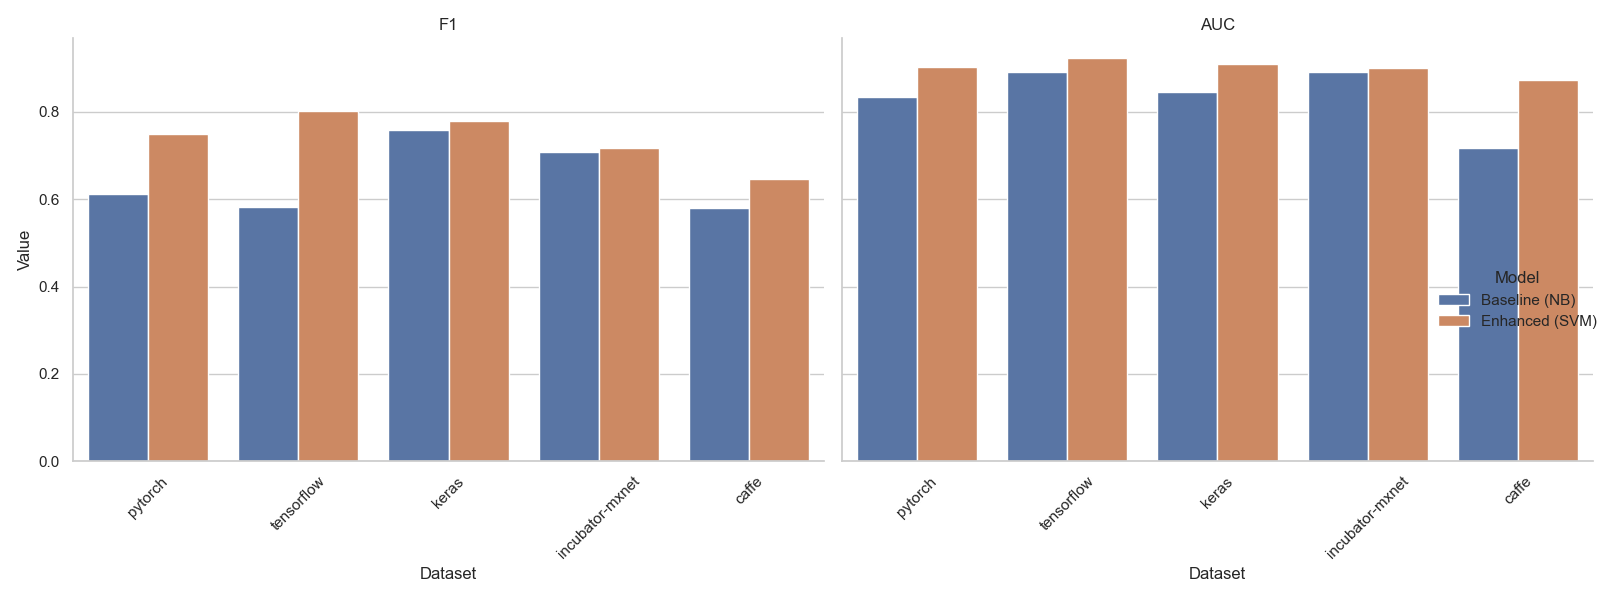 F1
AUC
Value
0.8
0.6
0.4
0.2
0.0
pytorch
tensorflow
keras
incubator-mxnet
caffe
Dataset
pytorch
tensorflow
keras
incubator-mxnet
caffe
Dataset
Model
Baseline (NB)
Enhanced (SVM)